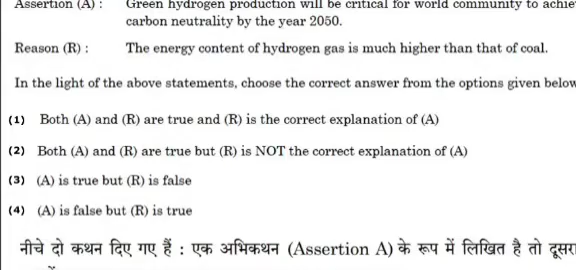 Assertion (A) : Green hydrogen production will be critical for world community to achie
carbon neutrality by the year 2050.
Reason (R) : The energy content of hydrogen gas is much higher than that of coal.
In the light of the above statements, choose the correct answer from the options given below
(1) Both (A) and (R) are true and (R) is the correct explanation of (A)
(2) Both (A) and (R) are true but (R) is NOT the correct explanation of (A)
(3) (A) is true but (R) is false
(4) (A) is false but (R) is true
नीचे दो कथन दिए गए हैं : एक अभिकथन (Assertion A) के रूप में लिखित है तो दूसरा